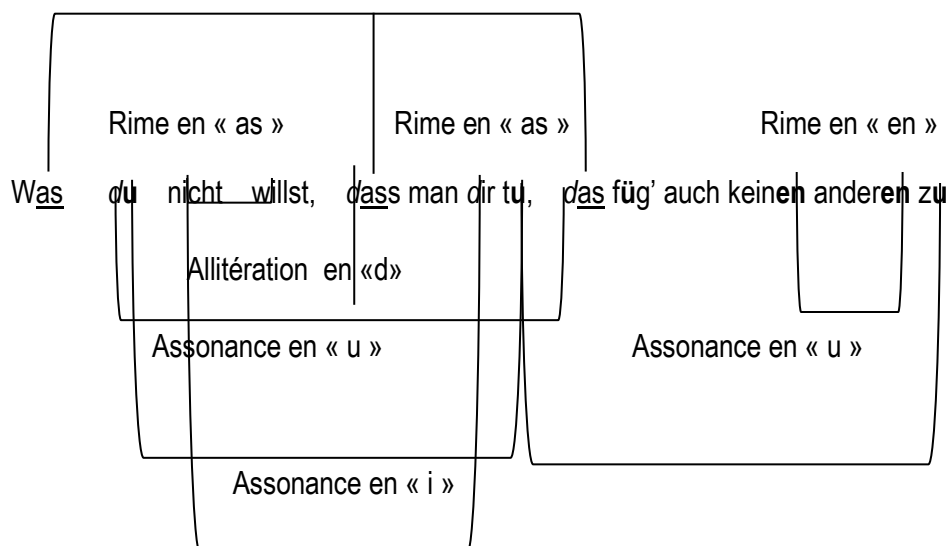 Rime en « as » Rime en « as » Rime en « en »
Was du nicht willst, dass man dir tu, das füg’ auch keinen anderen zu
Allitération en «d»
Assonance en « u » Assonance en « u »
Assonance en « i »